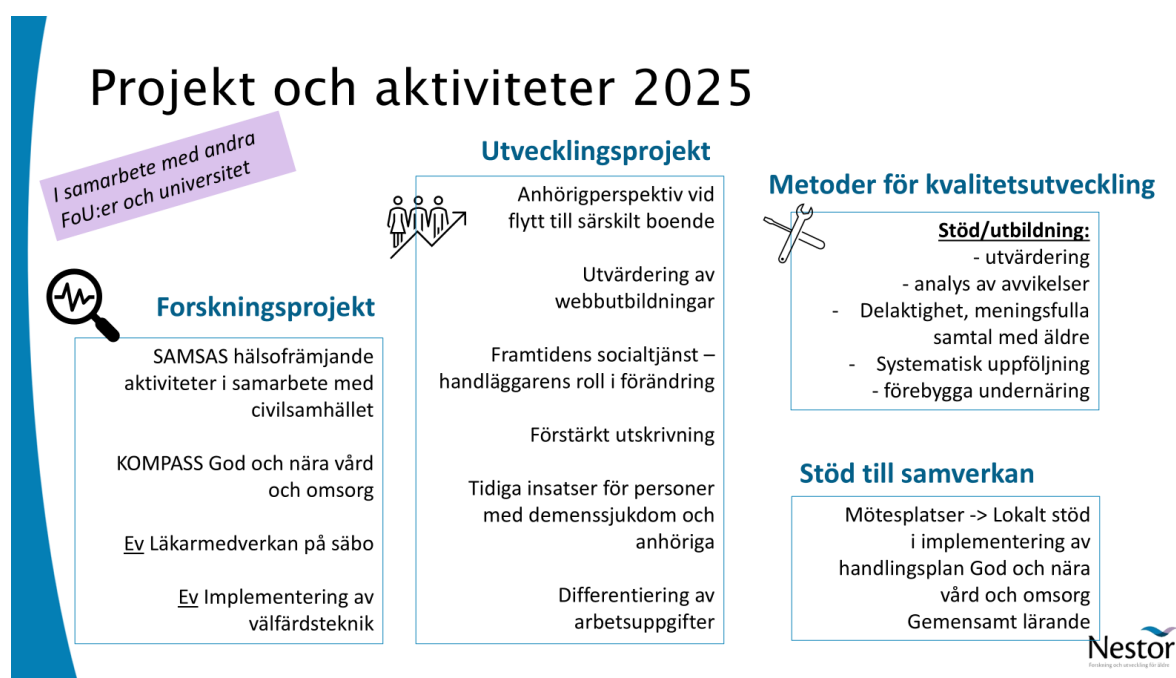 Projekt och aktiviteter 2025
I samarbete med andra
FoU:er och universitet
Forskningsprojekt
SAMSAS hälsofrämjande
aktiviteter i samarbete med
civilsamhället
KOMPASS God och nära vård
och omsorg
Ev Läkarmedverkan på säbo
Ev Implementering av
välfärdsteknik
Utvecklingsprojekt
Anhörigperspektiv vid
flytt till särskilt boende
Utvärdering av
webbutbildningar
Framtidens socialtjänst –
handläggarens roll i förändring
Förstärkt utskrivning
Tidiga insatser för personer
med demenssjukdom och
anhöriga
Differentiering av
arbetsuppgifter
Metoder för kvalitetsutveckling
Stöd/utbildning:
- utvärdering
- analys av avvikelser
- Delaktighet, meningsfulla
samtal med äldre
- Systematisk uppföljning
- förebygga undernäring
Stöd till samverkan
Mötesplatser -> Lokalt stöd
i implementering av
handlingsplan God och nära
vård och omsorg
Gemensamt lärande
Nestor
Forskning och utveckling för äldre